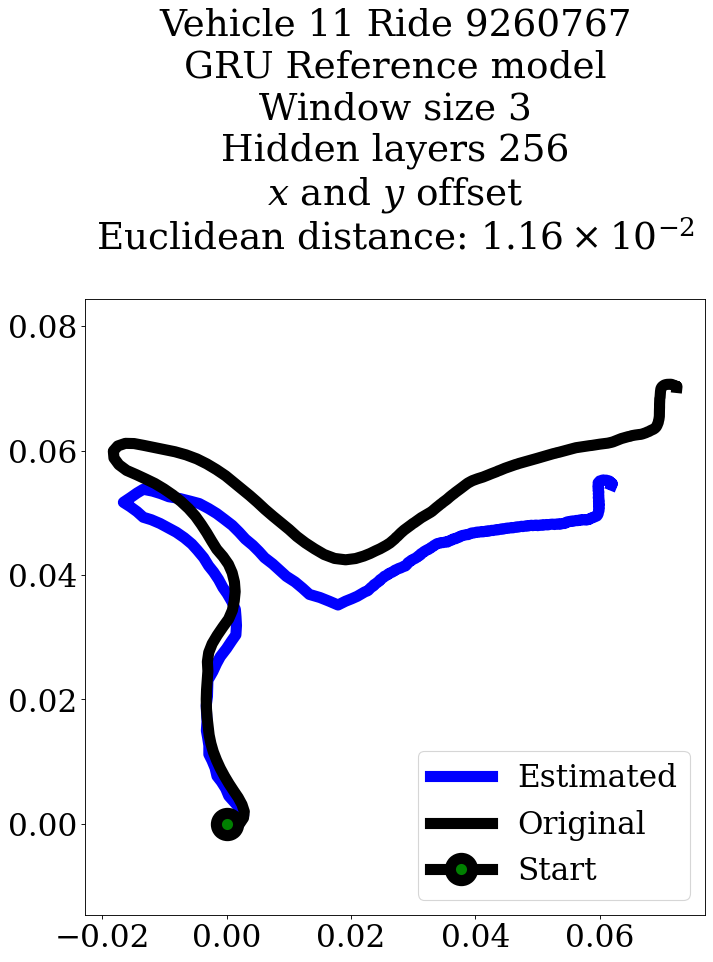 Vehicle 11 Ride 9260767
GRU Reference model
Window size 3
Hidden layers 256
x and y offset
Euclidean distance: 1.16 × 10⁻²
0.08
0.06
0.04
0.02
0.00
Estimated
Original
Start
−0.02 0.00 0.02 0.04 0.06